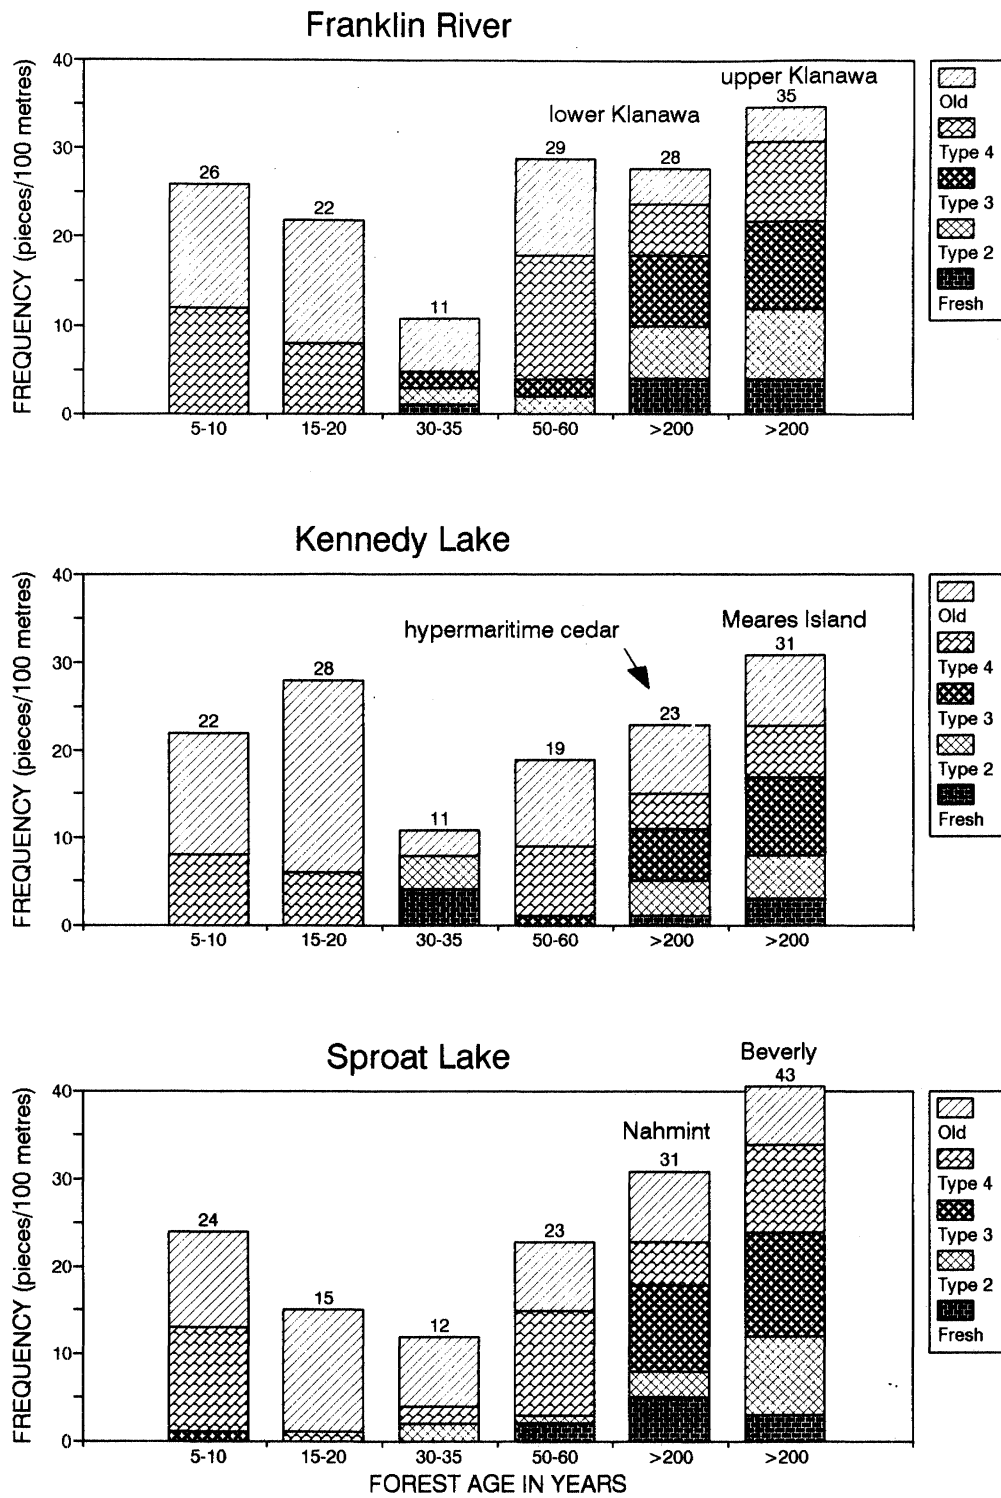 Franklin River
FREQUENCY (pieces/100 metres)
40
30
20
10
0
26
22
11
29
lower Klanawa
28
upper Klanawa
35
5-10
15-20
30-35
50-60
>200
>200
Old
Type 4
Type 3
Type 2
Fresh
Kennedy Lake
FREQUENCY (pieces/100 metres)
40
30
20
10
0
22
28
11
19
hypermaritime cedar
23
Meares Island
31
5-10
15-20
30-35
50-60
>200
>200
Old
Type 4
Type 3
Type 2
Fresh
Sproat Lake
FREQUENCY (pieces/100 metres)
40
30
20
10
0
24
15
12
23
Nahmint
31
Beverly
43
5-10
15-20
30-35
50-60
>200
>200
FOREST AGE IN YEARS
Old
Type 4
Type 3
Type 2
Fresh